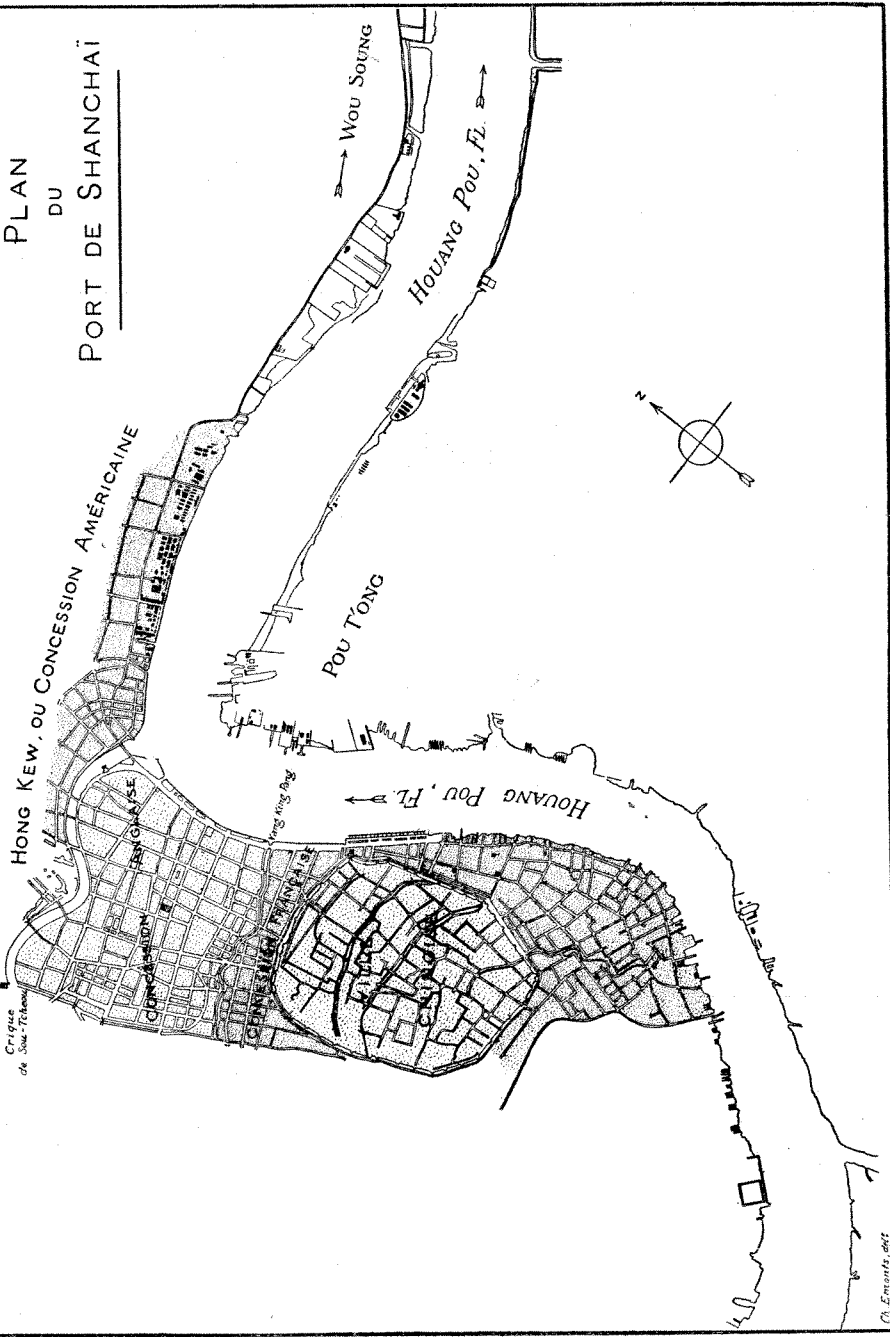 PLAN
DU
PORT DE SHANCHAÏ
HONG KEW, OU CONCESSION AMÉRICAINE
WOU SOUNG
HOUANG POU, FL.
N
POU T'ONG
Crique
de Sou-Tcheou
CONCESSION ANGLAISE
Yang King Pang
CONCESSION FRANÇAISE
VILLE
CHINOISE
HOUANG POU, FL.
Ch. Emonts, delt